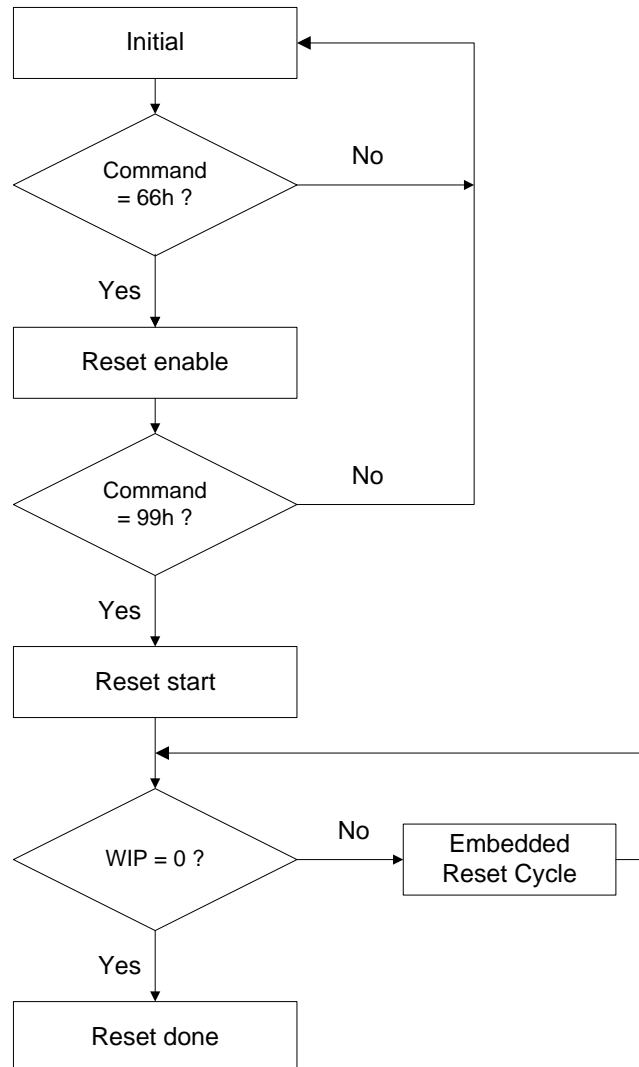 Initial
Command
= 66h ?
No
Yes
Reset enable
Command
= 99h ?
No
Yes
Reset start
WIP = 0 ?
No
Embedded
Reset Cycle
Yes
Reset done